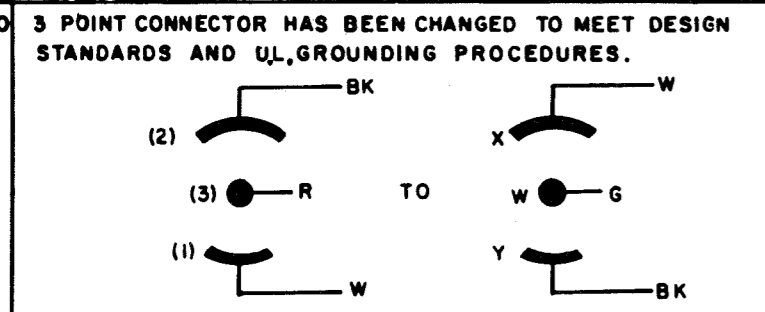 3 POINT CONNECTOR HAS BEEN CHANGED TO MEET DESIGN
STANDARDS AND U.L. GROUNDING PROCEDURES.
BK
(2)
(3) R
(1)
W
TO
W
X
W G
Y
BK